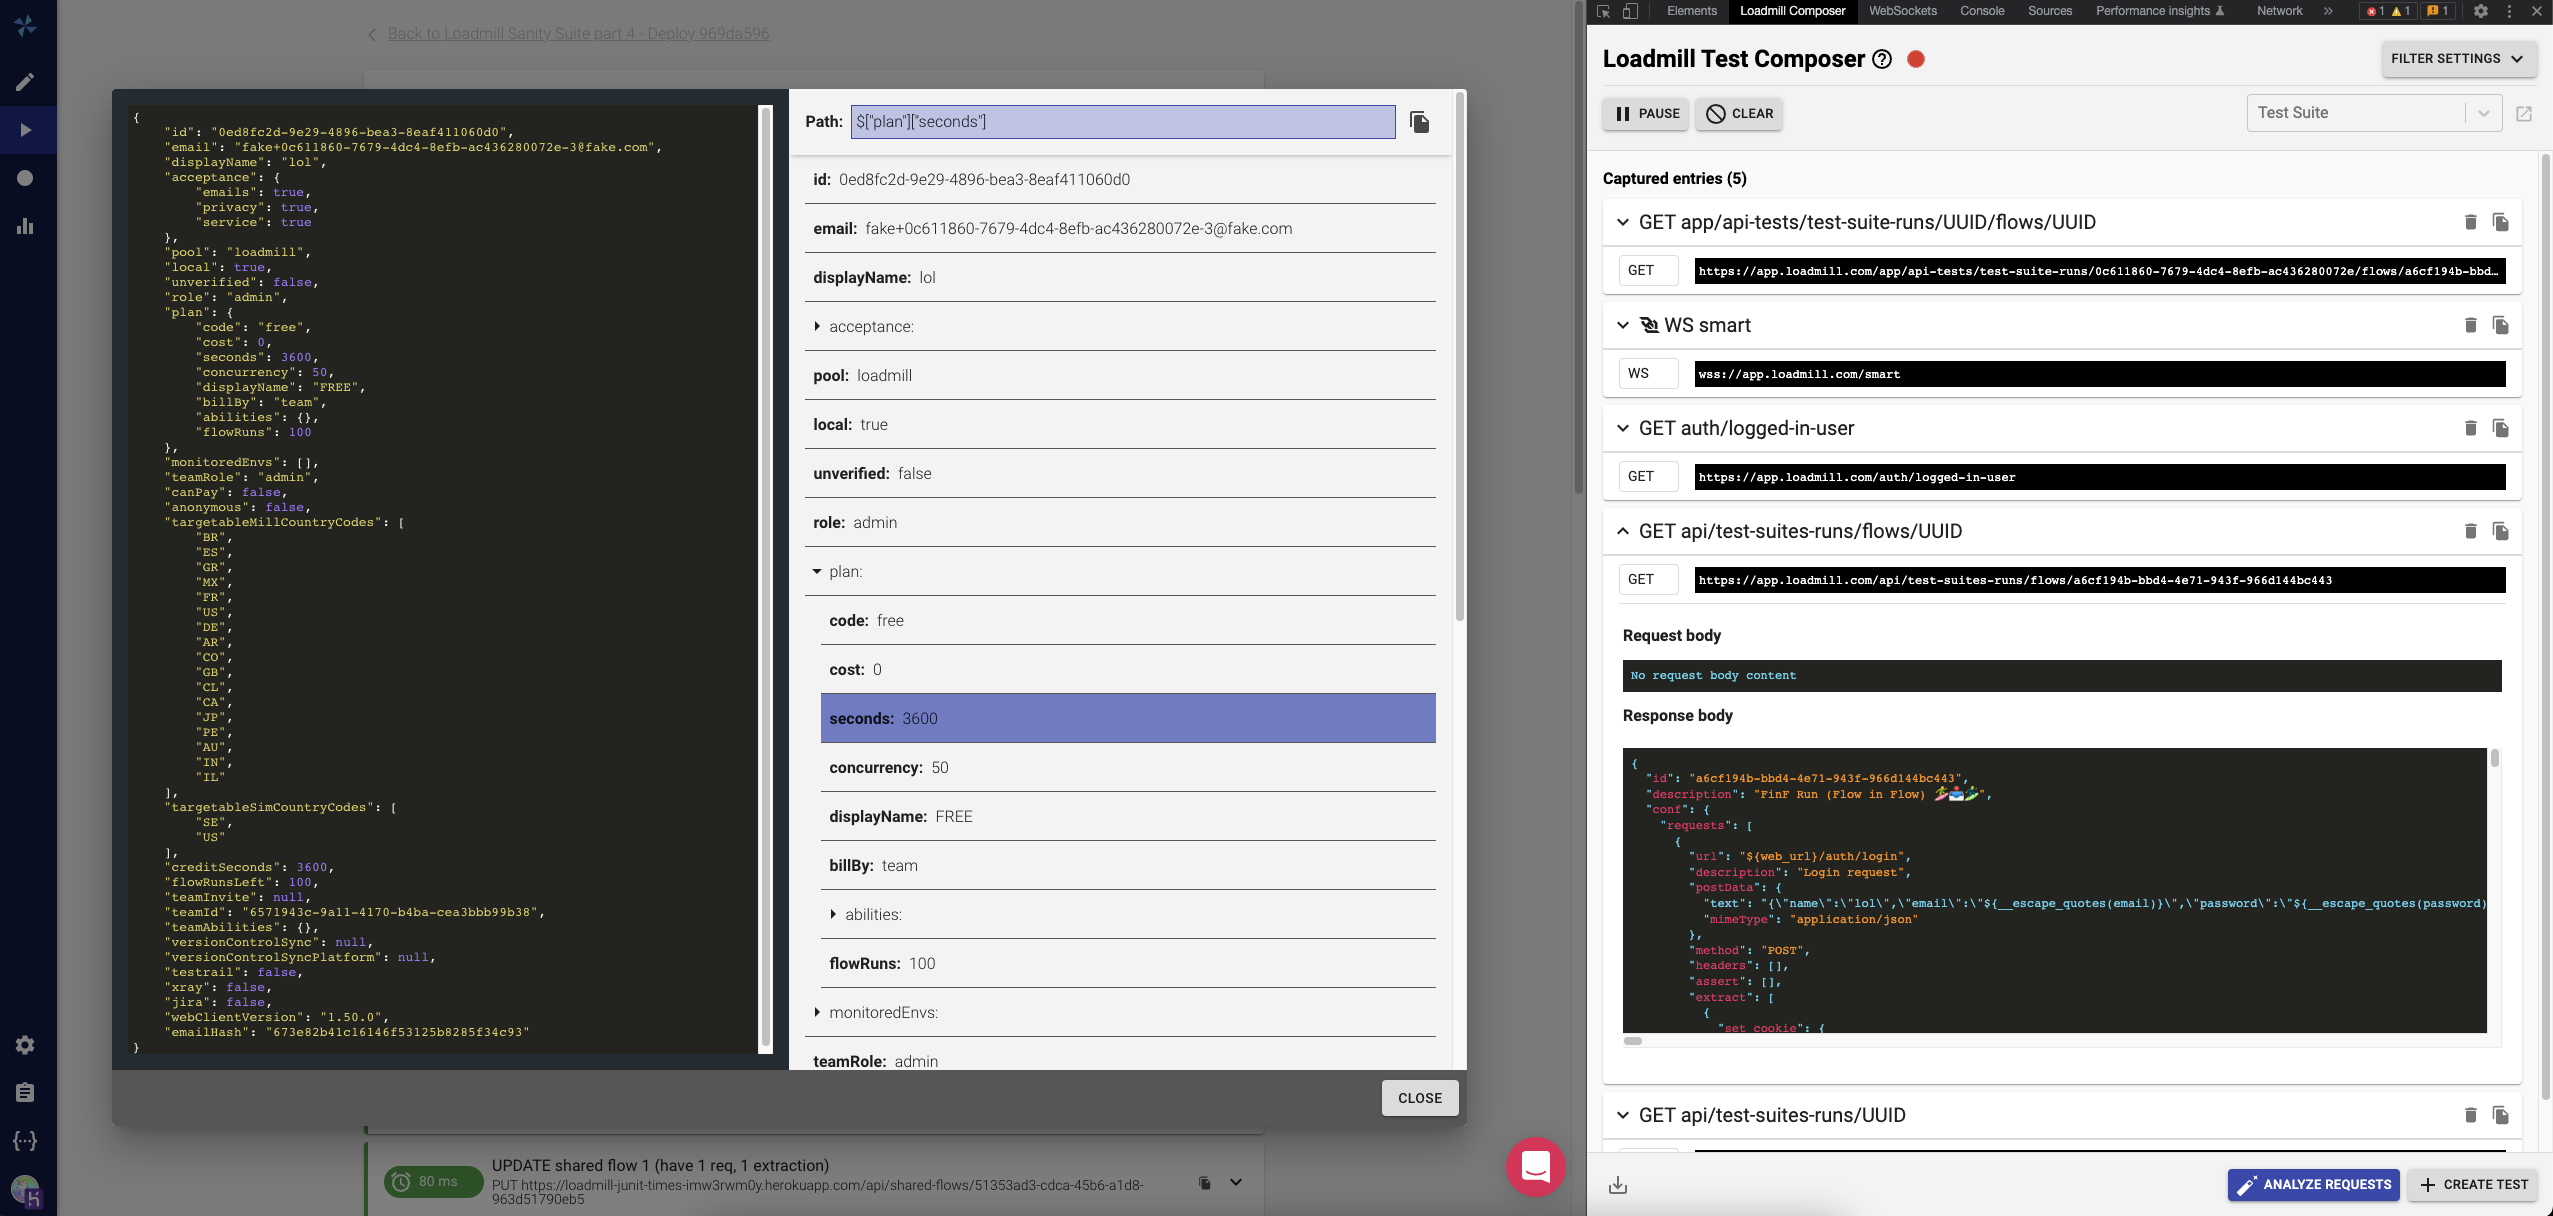 Back to Loadmill Sanity Suite part 4 - Deploy 969da596
{
"id": "0ed8fc2d-9e29-4896-bea3-8eaf411060d0",
"email": "fake+0c611860-7679-4dc4-8efb-ac436280072e-3@fake.com",
"displayName": "lol",
"acceptance": {
"emails": true,
"privacy": true,
"service": true
},
"pool": "loadmill",
"local": true,
"unverified": false,
"role": "admin",
"plan": {
"code": "free",
"cost": 0,
"seconds": 3600,
"concurrency": 50,
"displayName": "FREE",
"billBy": "team",
"abilities": {},
"flowRuns": 100
},
"monitoredEnvs": [],
"teamRole": "admin",
"canPay": false,
"anonymous": false,
"targetableMillCountryCodes": [
"BR",
"ES",
"GR",
"MX",
"FR",
"US",
"DE",
"AR",
"CO",
"GB",
"CL",
"CA",
"JP",
"PE",
"AU",
"IN",
"IL"
],
"targetableSimCountryCodes": [
"SE",
"US"
],
"creditSeconds": 3600,
"flowRunsLeft": 100,
"teamInvite": null,
"teamId": "6571943c-9a11-4170-b4ba-cea3bbb99b38",
"teamAbilities": {},
"versionControlSync": null,
"versionControlSyncPlatform": null,
"testrail": false,
"xray": false,
"jira": false,
"webClientVersion": "1.50.0",
"emailHash": "673e82b41c16146f53125b8285f34c93"
}
Path: $["plan"]["seconds"]
id: 0ed8fc2d-9e29-4896-bea3-8eaf411060d0
email: fake+0c611860-7679-4dc4-8efb-ac436280072e-3@fake.com
displayName: lol
acceptance:
pool: loadmill
local: true
unverified: false
role: admin
plan:
code: free
cost: 0
seconds: 3600
concurrency: 50
displayName: FREE
billBy: team
abilities:
flowRuns: 100
monitoredEnvs:
teamRole: admin
CLOSE
80 ms
UPDATE shared flow 1 (have 1 req, 1 extraction)
PUT https://loadmill-junit-times-imw3rwm0y.herokuapp.com/api/shared-flows/51353ad3-cdca-45b6-a1d8-
963d51790eb5
Elements Loadmill Composer WebSockets Console Sources Performance insights Network » 1 1 1
Loadmill Test Composer
FILTER SETTINGS
PAUSE CLEAR
Test Suite
Captured entries (5)
GET app/api-tests/test-suite-runs/UUID/flows/UUID
GET https://app.loadmill.com/app/api-tests/test-suite-runs/0c611860-7679-4dc4-8efb-ac436280072e/flows/a6cf194b-bbd…
WS smart
WS wss://app.loadmill.com/smart
GET auth/logged-in-user
GET https://app.loadmill.com/auth/logged-in-user
GET api/test-suites-runs/flows/UUID
GET https://app.loadmill.com/api/test-suites-runs/flows/a6cf194b-bbd4-4e71-943f-966d144bc443
Request body
No request body content
Response body
{
"id": "a6cf194b-bbd4-4e71-943f-966d144bc443",
"description": "FinF Run (Flow in Flow) 🏄📥🏄",
"conf": {
"requests": [
{
"url": "${web_url}/auth/login",
"description": "Login request",
"postData": {
"text": "{\"name\":\"lol\",\"email\":\"${__escape_quotes(email)}\",\"password\":\"${__escape_quotes(password)
"mimeType": "application/json"
},
"method": "POST",
"headers": [],
"assert": [],
"extract": [
{
"set cookie": {
GET api/test-suites-runs/UUID
ANALYZE REQUESTS
CREATE TEST